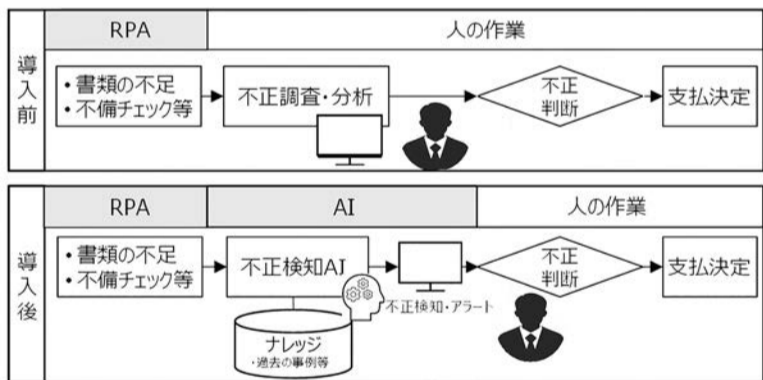 RPA
人の作業
導入前
・書類の不足
・不備チェック等
不正調査・分析
不正
判断
支払決定
RPA
AI
人の作業
導入後
・書類の不足
・不備チェック等
不正検知AI
不正検知・アラート
ナレッジ
・過去の事例等
不正
判断
支払決定